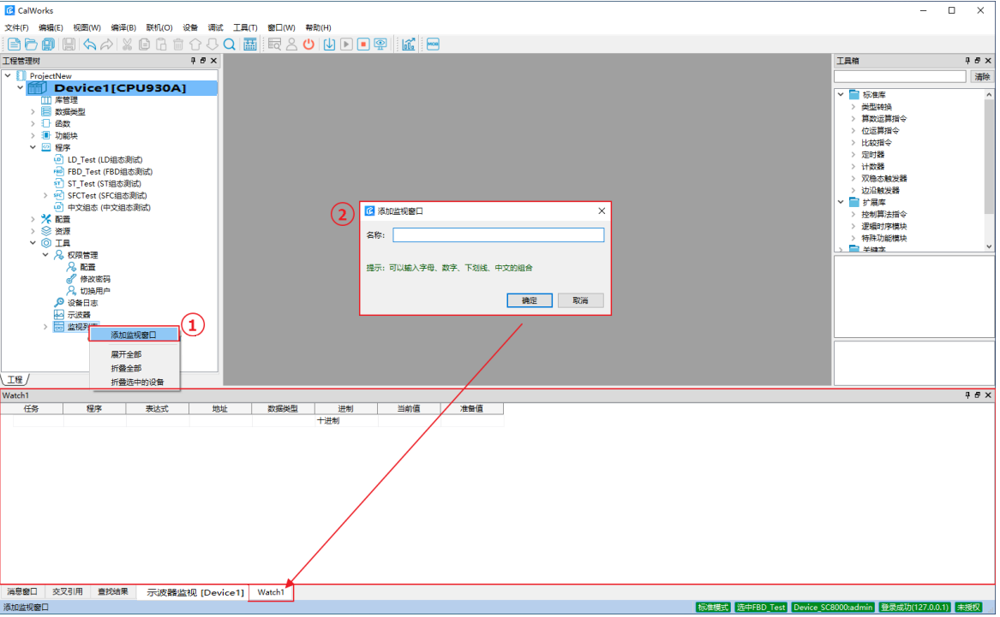 CalWorks
文件(F) 编辑(E) 视图(W) 编译(B) 联机(O) 设备 调试 工具(T) 窗口(W) 帮助(H)
工程管理树
ProjectNew
Device1[CPU930A]
库管理
数据类型
函数
功能块
程序
LD_Test (LD组态测试)
FBD_Test (FBD组态测试)
ST_Test (ST组态测试)
SFCTest (SFC组态测试)
中文组态 (中文组态测试)
配置
资源
工具
权限管理
配置
修改密码
切换用户
设备日志
示波器
监视列表
工程
①
添加监视窗口
展开全部
折叠全部
折叠选中的设备
②
添加监视窗口
名称:
提示: 可以输入字母、数字、下划线、中文的组合
确定 取消
工具箱
清除
标准库
类型转换
算数运算指令
位运算指令
比较指令
定时器
计数器
双稳态触发器
边沿触发器
扩展库
控制算法指令
逻辑时序模块
特殊功能模块
关键字
Watch1
任务 程序 表达式 地址 数据类型 进制 当前值 准备值
十进制
消息窗口 交叉引用 查找结果 示波器监视 [Device1] Watch1
添加监视窗口
标准模式 选中FBD_Test Device_SC8000:admin 登录成功(127.0.0.1) 未授权